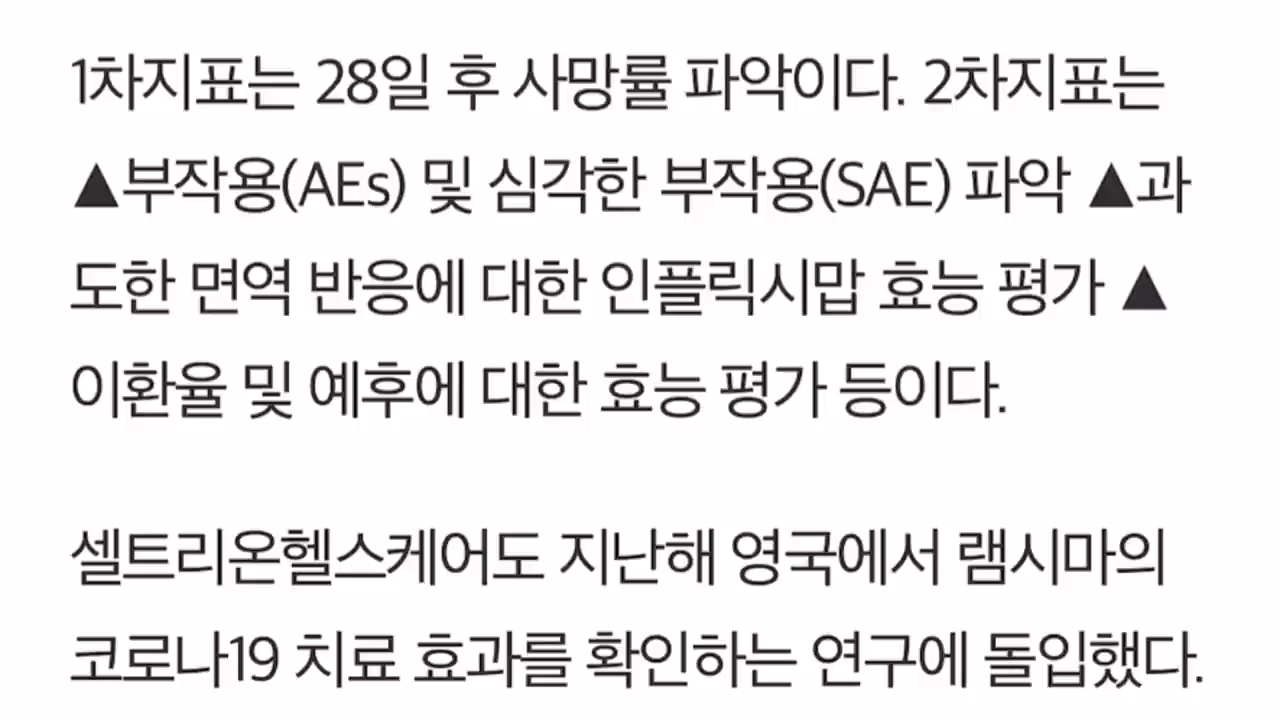 1차지표는 28일 후 사망률 파악이다. 2차지표는
▲부작용(AEs) 및 심각한 부작용(SAE) 파악 ▲과
도한 면역 반응에 대한 인플릭시맙 효능 평가 ▲
이환율 및 예후에 대한 효능 평가 등이다.
셀트리온헬스케어도 지난해 영국에서 램시마의
코로나19 치료 효과를 확인하는 연구에 돌입했다.